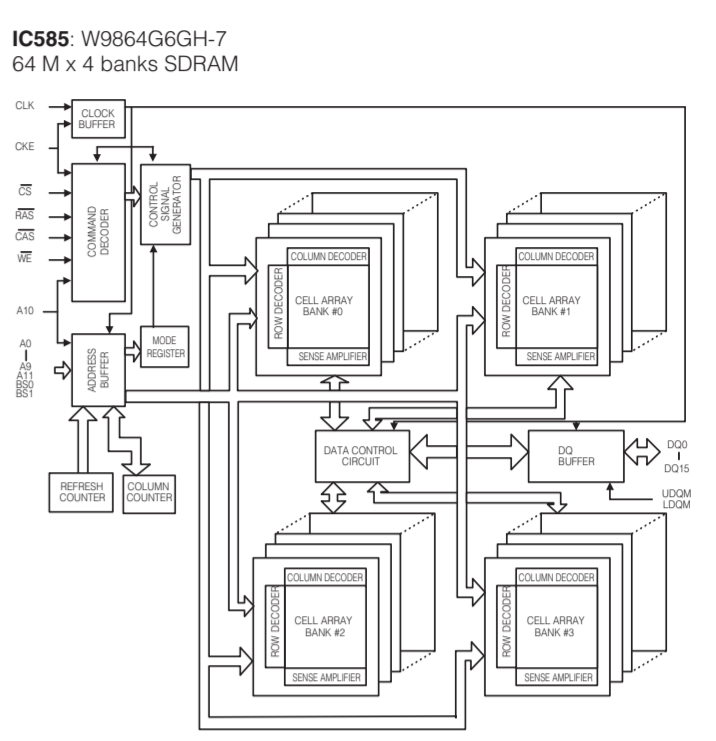 IC585: W9864G6GH-7
64 M x 4 banks SDRAM
CLK
CLOCK
BUFFER
CKE
CS
RAS
CAS
WE
COMMAND
DECODER
CONTROL
SIGNAL
GENERATOR
A10
A0
A9
A11
BS0
BS1
ADDRESS
BUFFER
MODE
REGISTER
REFRESH
COUNTER
COLUMN
COUNTER
COLUMN DECODER
ROW DECODER
CELL ARRAY
BANK #0
SENSE AMPLIFIER
COLUMN DECODER
ROW DECODER
CELL ARRAY
BANK #1
SENSE AMPLIFIER
DATA CONTROL
CIRCUIT
DQ
BUFFER
DQ0
DQ15
UDQM
LDQM
COLUMN DECODER
ROW DECODER
CELL ARRAY
BANK #2
SENSE AMPLIFIER
COLUMN DECODER
ROW DECODER
CELL ARRAY
BANK #3
SENSE AMPLIFIER